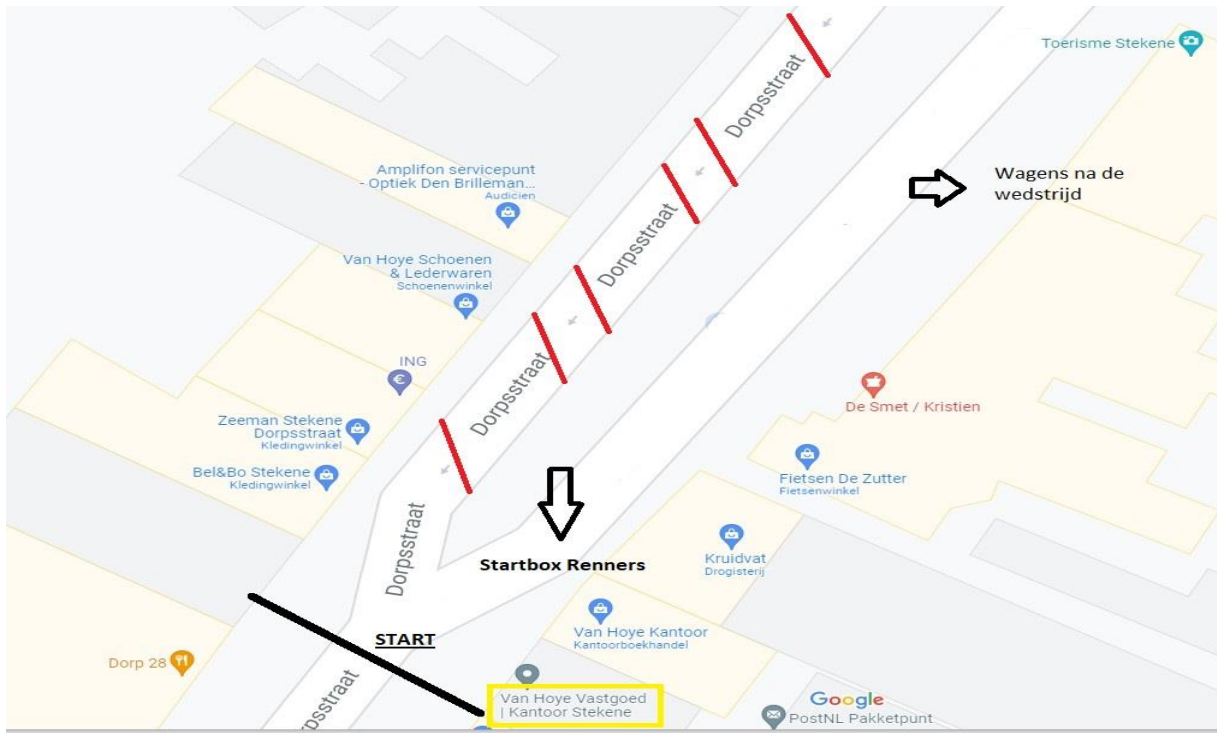 Toerisme Stekene
Dorpsstraat
Amplifon servicepunt
- Optiek Den Brilleman...
Audicien
Wagens na de
wedstrijd
Dorpsstraat
Van Hoye Schoenen
& Lederwaren
Schoenenwinkel
ING
€
De Smet / Kristien
Dorpsstraat
Zeeman Stekene
Dorpsstraat
Kledingwinkel
Bel&Bo Stekene
Kledingwinkel
Fietsen De Zutter
Fietsenwinkel
Dorpsstraat
Startbox Renners
Kruidvat
Drogisterij
START
Van Hoye Kantoor
Kantoorboekhandel
Dorp 28
Dorpsstraat
Van Hoye Vastgoed
| Kantoor Stekene
Google
PostNL Pakketpunt